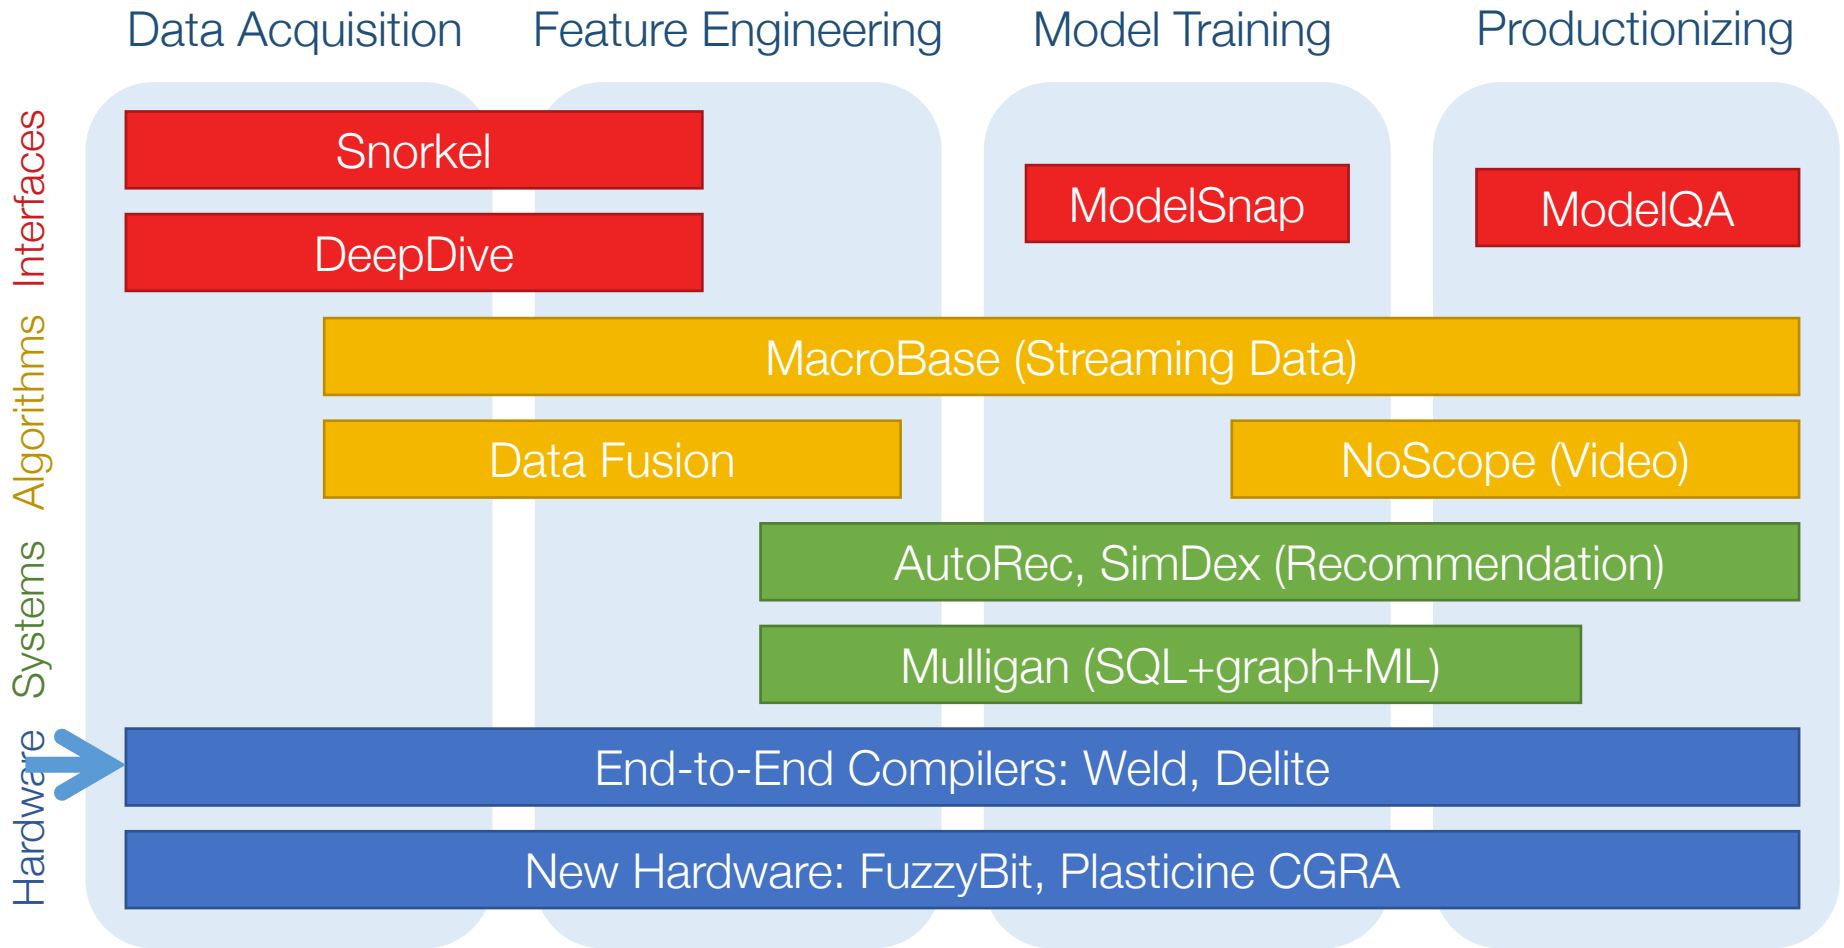 Data Acquisition
Feature Engineering
Model Training
Productionizing
Interfaces
Snorkel
DeepDive
ModelSnap
ModelQA
Algorithms
MacroBase (Streaming Data)
Data Fusion
NoScope (Video)
Systems
AutoRec, SimDex (Recommendation)
Mulligan (SQL+graph+ML)
Hardware
End-to-End Compilers: Weld, Delite
New Hardware: FuzzyBit, Plasticine CGRA